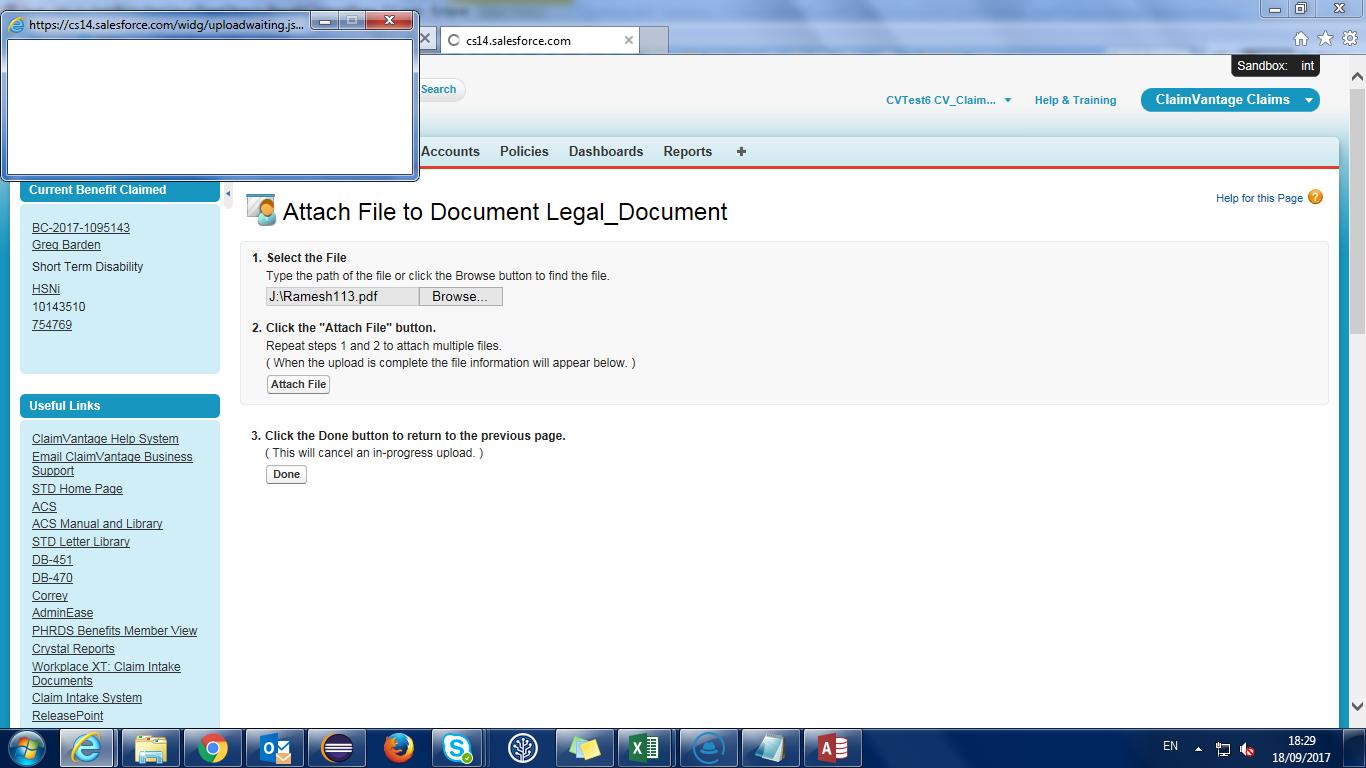 https://cs14.salesforce.com/widg/uploadwaiting.js...
cs14.salesforce.com
Sandbox: int
Search
CVTest6 CV_Claim...
Help & Training
ClaimVantage Claims
Accounts
Policies
Dashboards
Reports
Current Benefit Claimed
BC-2017-1095143
Greg Barden
Short Term Disability
HSNi
10143510
754769
Useful Links
ClaimVantage Help System
Email ClaimVantage Business
Support
STD Home Page
ACS
ACS Manual and Library
STD Letter Library
DB-451
DB-470
Correy
AdminEase
PHRDS Benefits Member View
Crystal Reports
Workplace XT: Claim Intake
Documents
Claim Intake System
ReleasePoint
Attach File to Document Legal_Document
Help for this Page ?
1. Select the File
Type the path of the file or click the Browse button to find the file.
J:\Ramesh113.pdf Browse...
2. Click the "Attach File" button.
Repeat steps 1 and 2 to attach multiple files.
( When the upload is complete the file information will appear below. )
Attach File
3. Click the Done button to return to the previous page.
( This will cancel an in-progress upload. )
Done
EN
18:29
18/09/2017